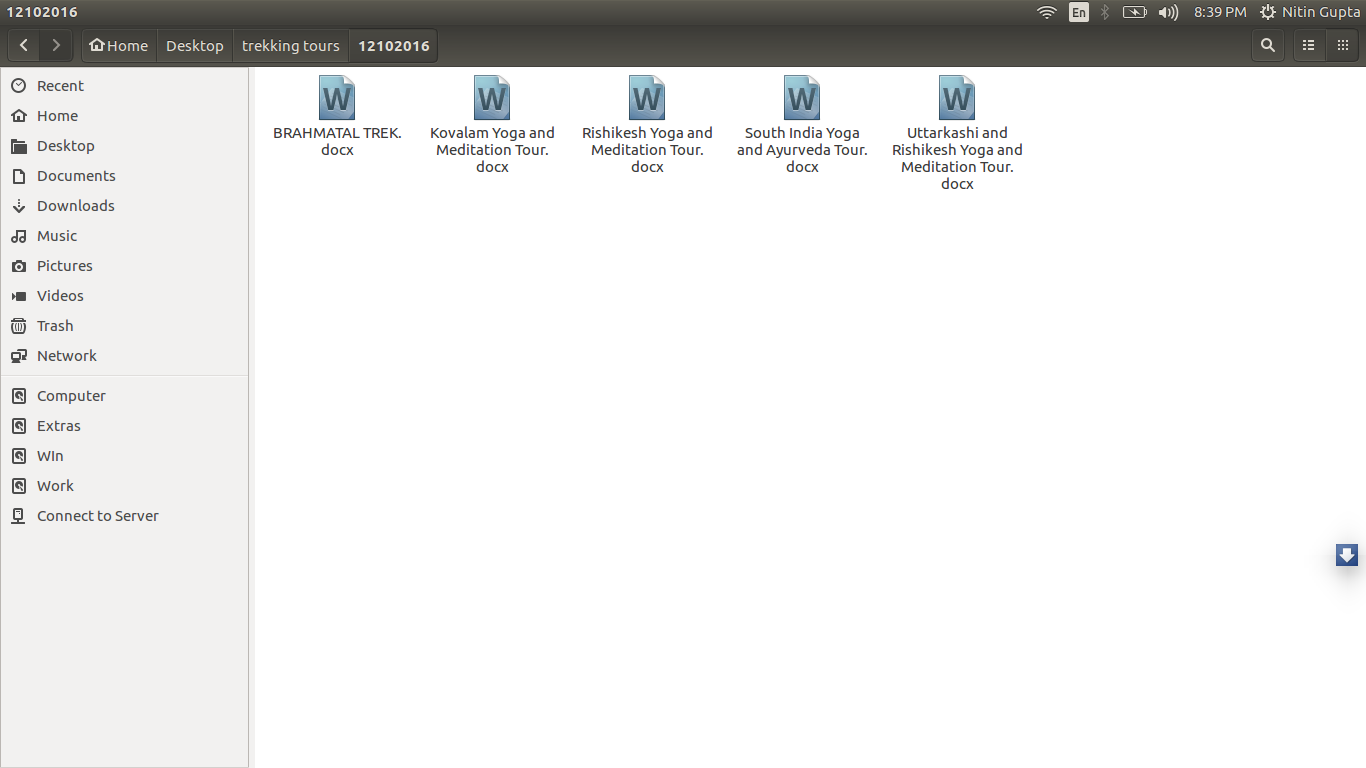 12102016
En
8:39 PM
Nitin Gupta
Home
Desktop
trekking tours
12102016
Recent
Home
Desktop
Documents
Downloads
Music
Pictures
Videos
Trash
Network
Computer
Extras
WIn
Work
Connect to Server
W
BRAHMATAL TREK.
docx
W
Kovalam Yoga and
Meditation Tour.
docx
W
Rishikesh Yoga and
Meditation Tour.
docx
W
South India Yoga
and Ayurveda Tour.
docx
W
Uttarkashi and
Rishikesh Yoga and
Meditation Tour.
docx